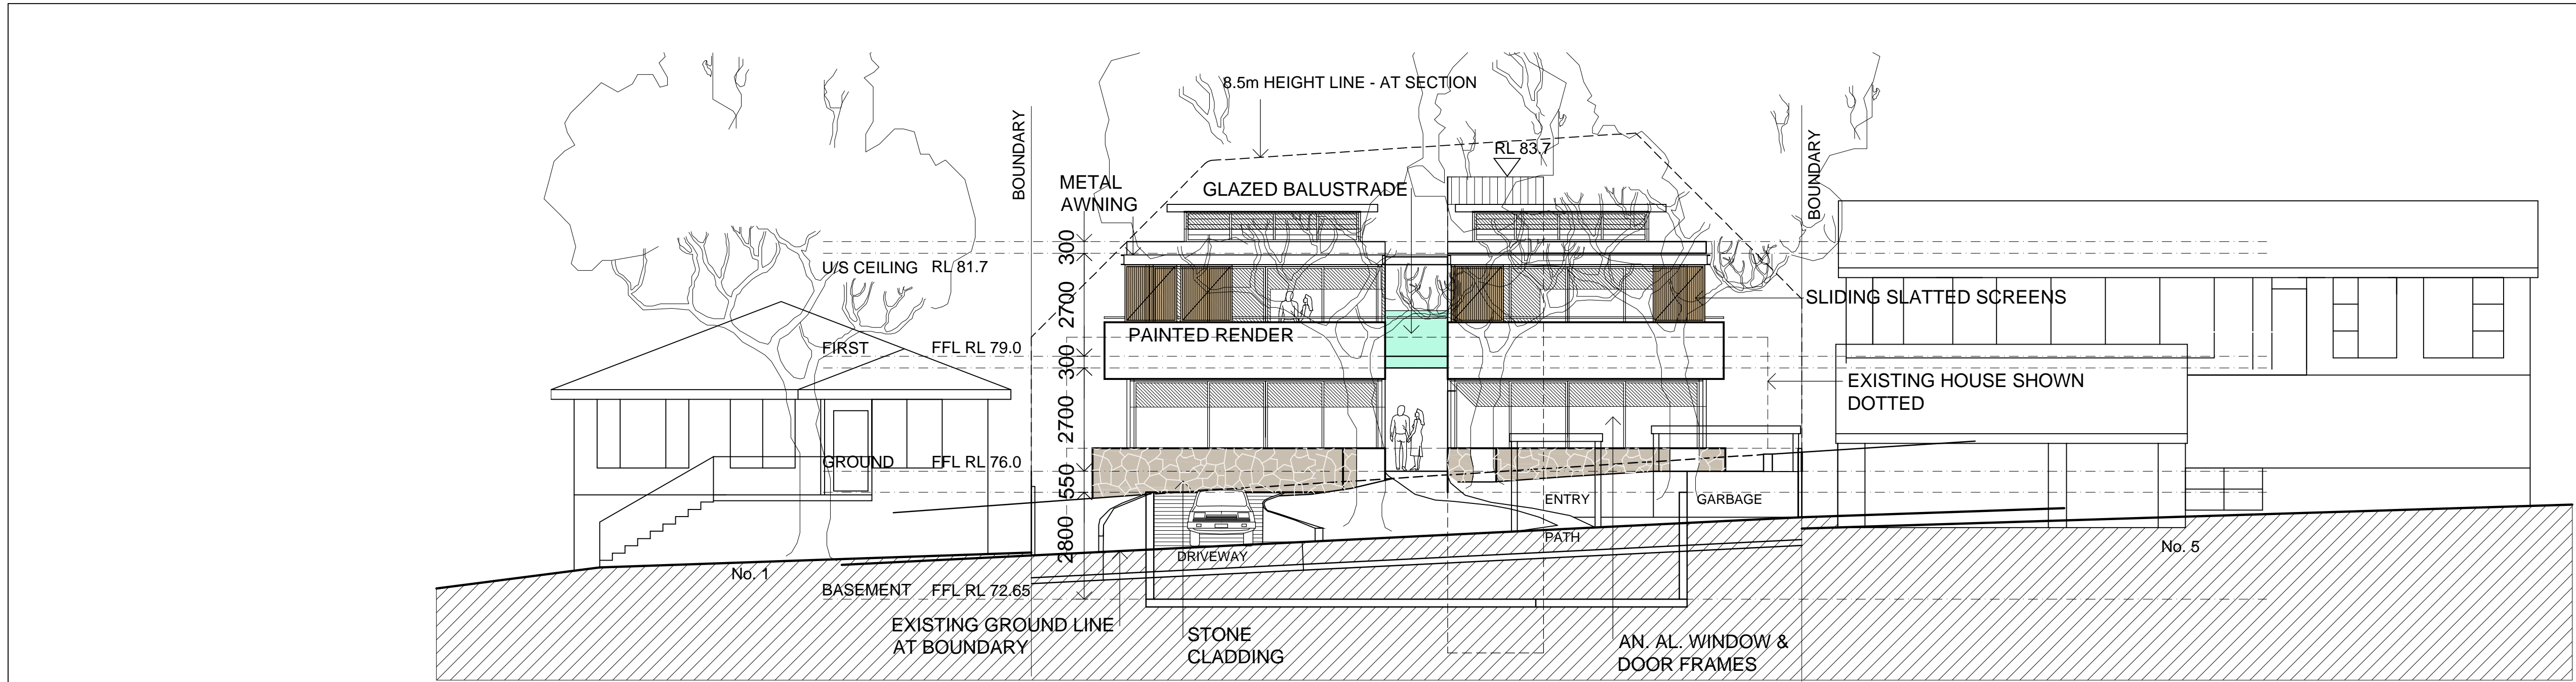 8.5m HEIGHT LINE - AT SECTION
BOUNDARY
BOUNDARY
RL 83.7
METAL
AWNING
GLAZED BALUSTRADE
300
U/S CEILING RL 81.7
2700
SLIDING SLATTED SCREENS
PAINTED RENDER
FIRST FFL RL 79.0
300
EXISTING HOUSE SHOWN
DOTTED
2700
GROUND FFL RL 76.0
550
ENTRY
GARBAGE
PATH
2800
DRIVEWAY
No. 1
No. 5
BASEMENT FFL RL 72.65
EXISTING GROUND LINE
AT BOUNDARY
STONE
CLADDING
AN. AL. WINDOW &
DOOR FRAMES